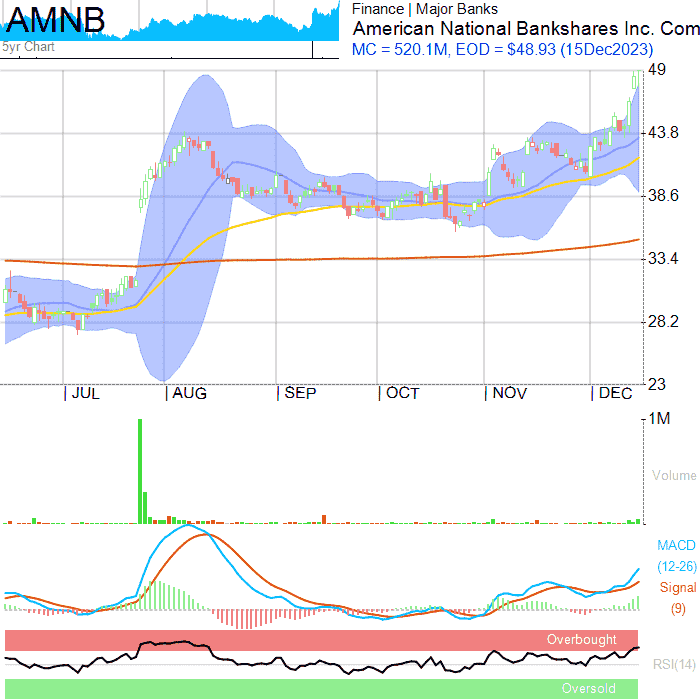 AMNB
5yr Chart
Finance | Major Banks
American National Bankshares Inc. Com
MC = 520.1M, EOD = $48.93 (15Dec2023)
49
43.8
38.6
33.4
28.2
23
JUL AUG SEP OCT NOV DEC
1M
Volume
MACD
(12-26)
Signal
(9)
Overbought
RSI(14)
Oversold